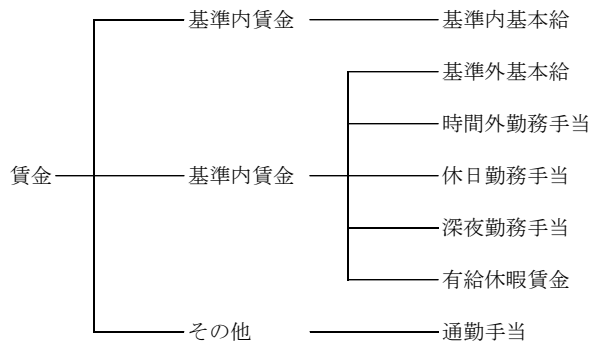 基準内賃金 基準内基本給
基準外基本給
時間外勤務手当
賃金 基準内賃金 休日勤務手当
深夜勤務手当
有給休暇賃金
その他 通勤手当